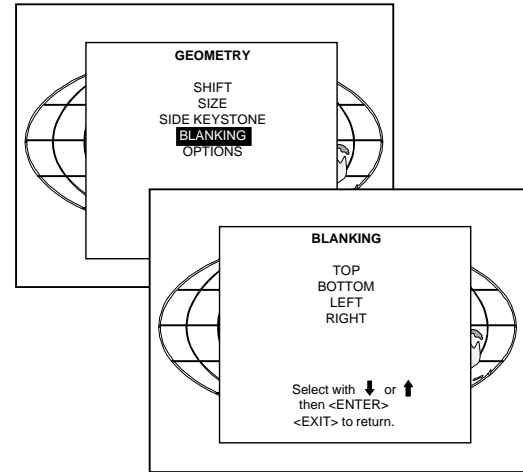 GEOMETRY
SHIFT
SIZE
SIDE KEYSTONE
BLANKING
OPTIONS
BLANKING
TOP
BOTTOM
LEFT
RIGHT
Select with ⬇ or ⬆
then <ENTER>
<EXIT> to return.